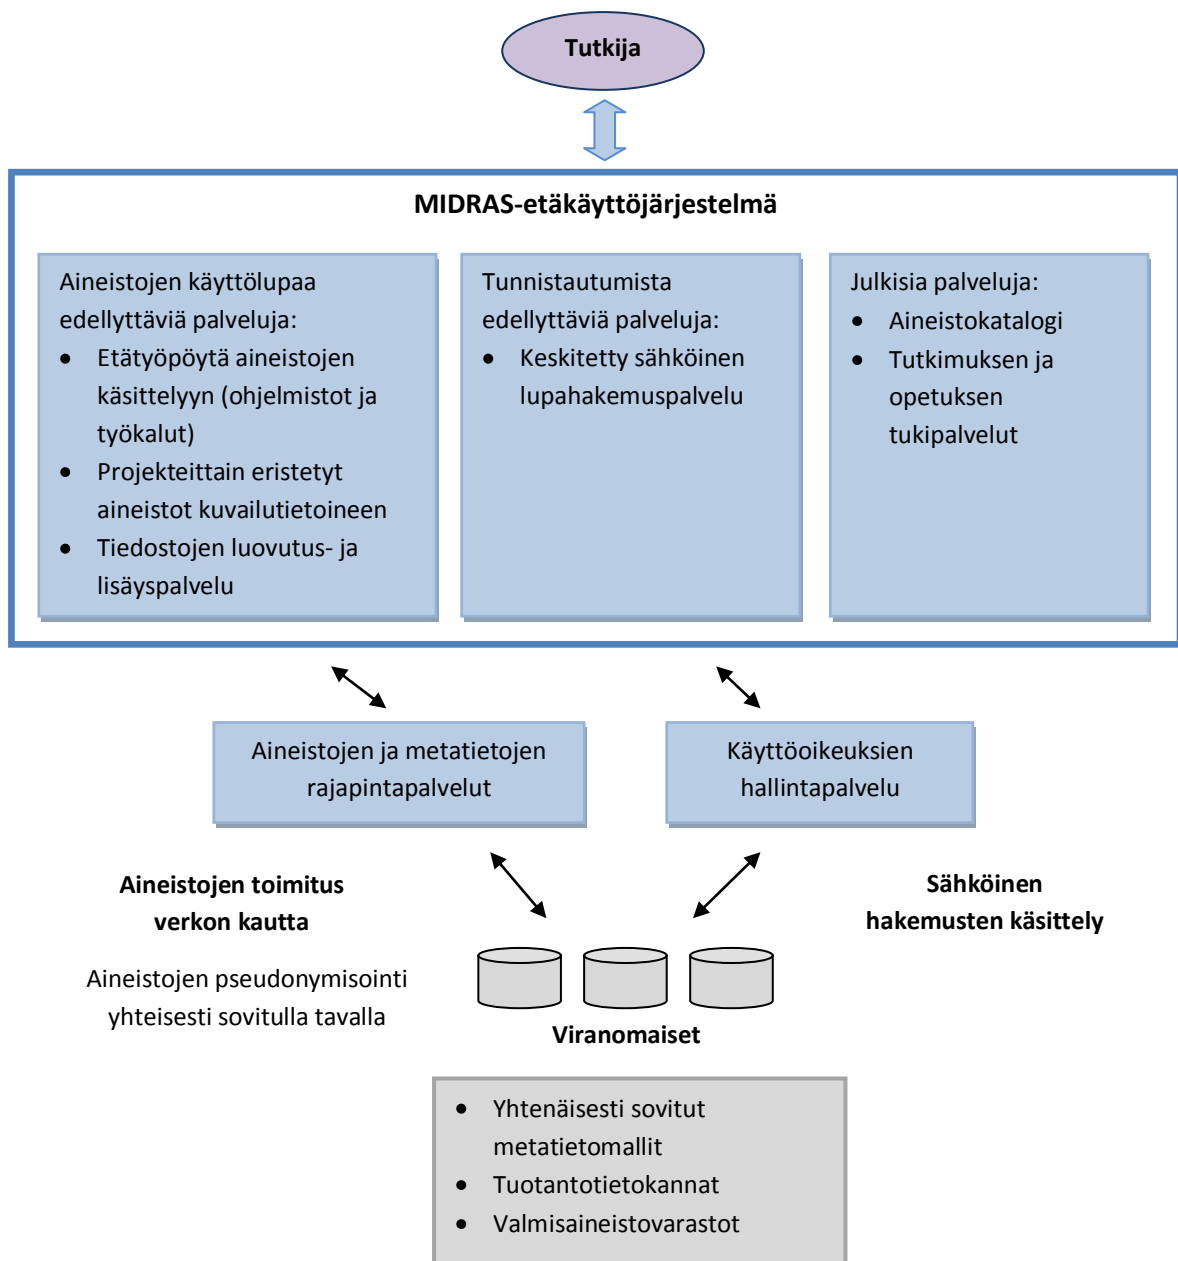 Tutkija
MIDRAS-etäkäyttöjärjestelmä
Aineistojen käyttölupaa
edellyttäviä palveluja:
• Etätyöpöytä aineistojen
käsittelyyn (ohjelmistot ja
työkalut)
• Projekteittain eristetyt
aineistot kuvailutietoineen
• Tiedostojen luovutus- ja
lisäyspalvelu
Tunnistautumista
edellyttäviä palveluja:
• Keskitetty sähköinen
lupahakemuspalvelu
Julkisia palveluja:
• Aineistokatalogi
• Tutkimuksen ja
opetuksen
tukipalvelut
Aineistojen ja metatietojen
rajapintapalvelut
Käyttöoikeuksien
hallintapalvelu
Aineistojen toimitus
verkon kautta
Aineistojen pseudonymisointi
yhteisesti sovitulla tavalla
Sähköinen
hakemusten käsittely
Viranomaiset
• Yhtenäisesti sovitut
metatietomallit
• Tuotantotietokannat
• Valmisaineistovarastot